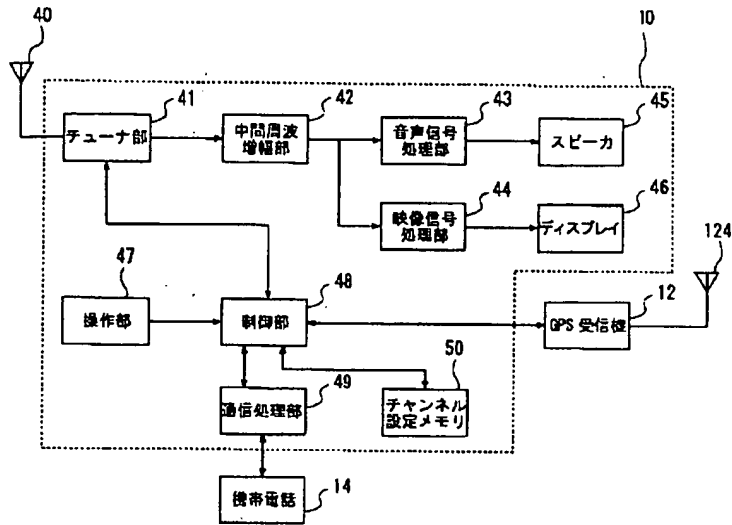 40
10
41
チューナ部
42
中間周波
増幅部
43
音声信号
処理部
45
スピーカ
44
映像信号
処理部
46
ディスプレイ
124
47
操作部
48
制御部
12
GPS 受信機
49
通信処理部
50
チャンネル
設定メモリ
携帯電話
14